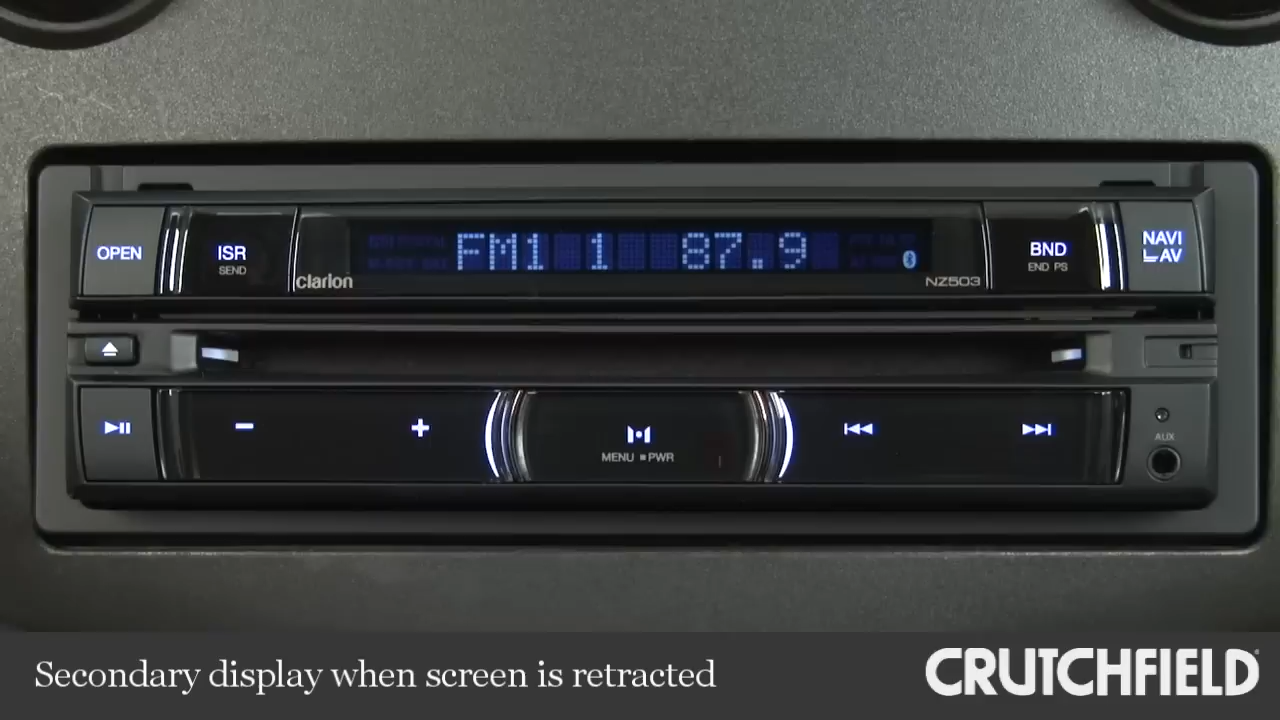 OPEN
ISR
SEND
FM1 1 87.9
clarion
NZ503
BND
END PS
NAVI
AV
MENU ■ PWR
AUX
Secondary display when screen is retracted
CRUTCHFIELD